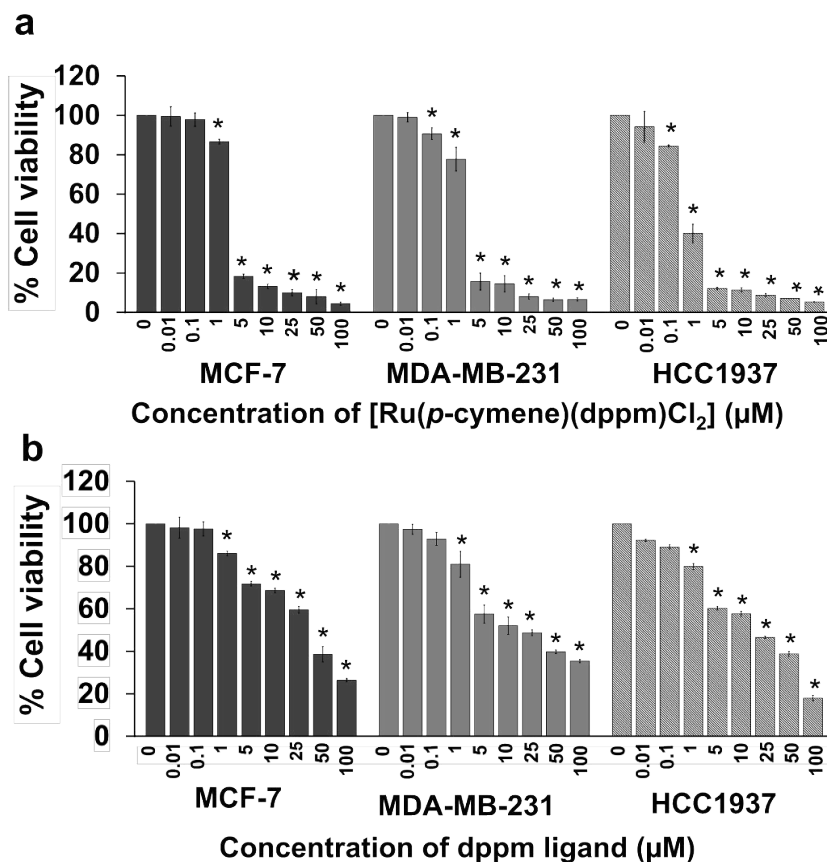 a
% Cell viability
120
100
80
60
40
20
0
* * * * * *
* * * * * * *
* * * * * * *
0 0.01 0.1 1 5 10 25 50 100
0 0.01 0.1 1 5 10 25 50 100
0 0.01 0.1 1 5 10 25 50 100
MCF-7 MDA-MB-231 HCC1937
Concentration of [Ru(p-cymene)(dppm)Cl₂] (µM)
b
% Cell viability
120
100
80
60
40
20
0
* * * * * *
* * * * * *
* * * * * *
0 0.01 0.1 1 5 10 25 50 100
0 0.01 0.1 1 5 10 25 50 100
0 0.01 0.1 1 5 10 25 50 100
MCF-7 MDA-MB-231 HCC1937
Concentration of dppm ligand (µM)